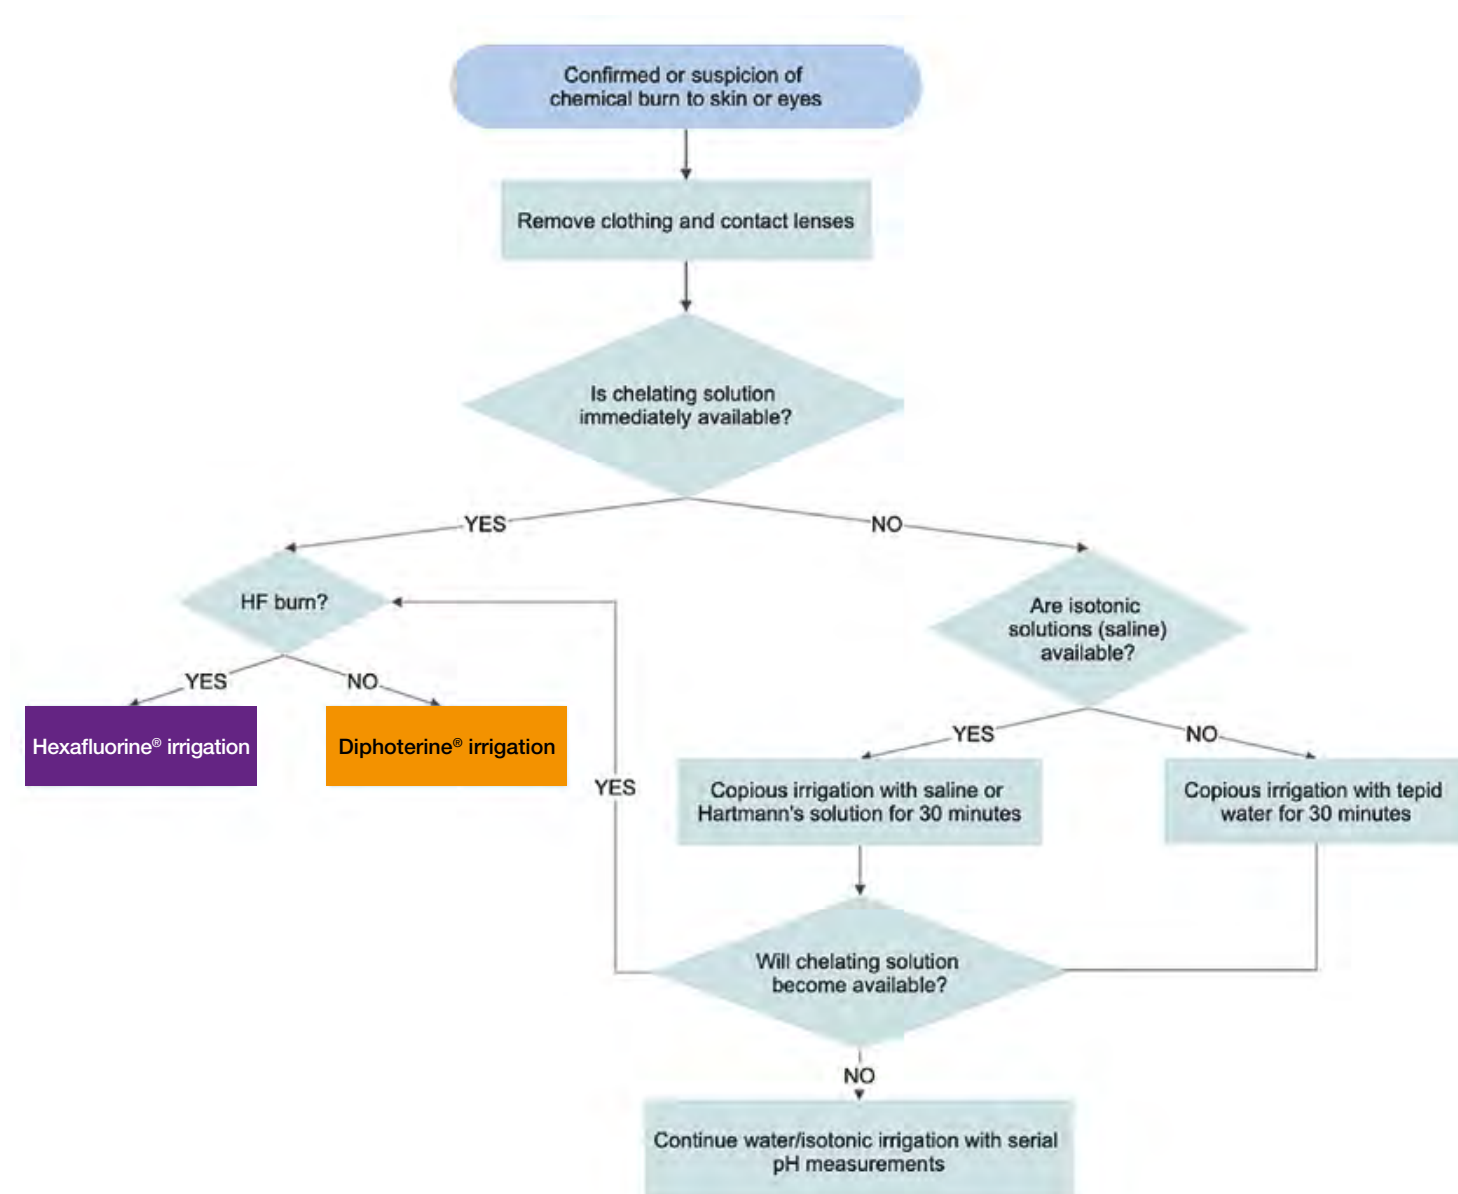 Confirmed or suspicion of
chemical burn to skin or eyes
Remove clothing and contact lenses
Is chelating solution
immediately available?
YES
NO
HF burn?
Are isotonic
solutions (saline)
available?
YES
NO
Hexafluorine® irrigation
Diphoterine® irrigation
YES
NO
YES
Copious irrigation with saline or
Hartmann's solution for 30 minutes
Copious irrigation with tepid
water for 30 minutes
Will chelating solution
become available?
NO
Continue water/isotonic irrigation with serial
pH measurements